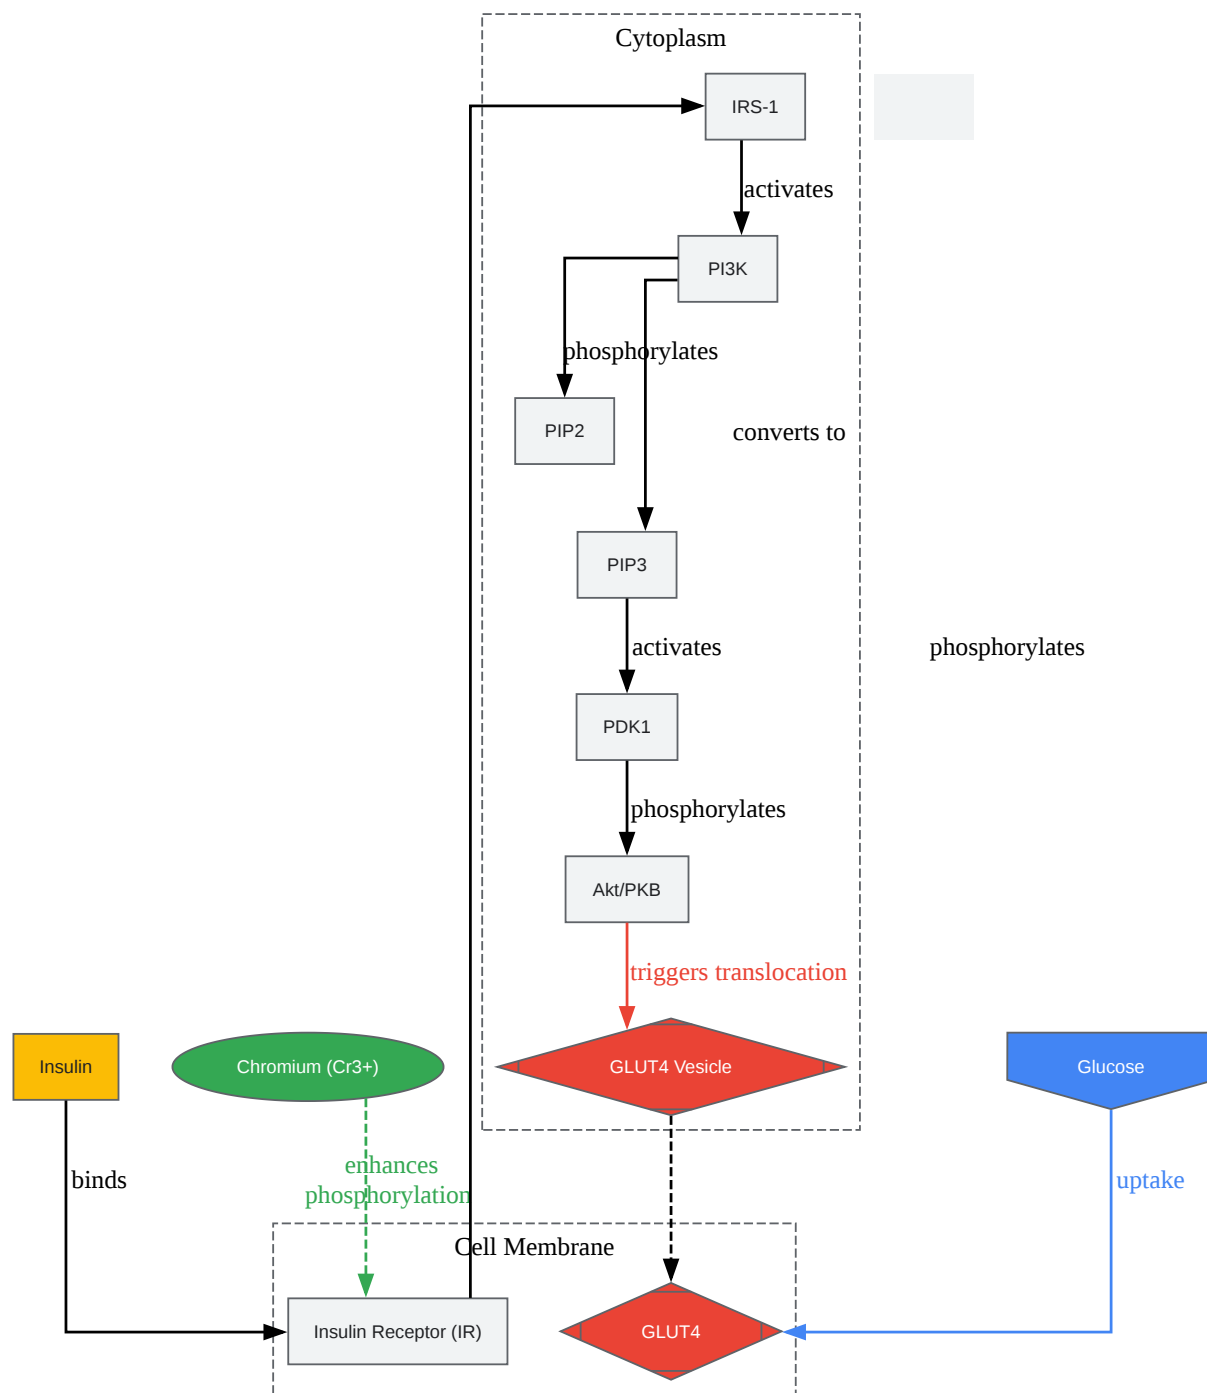 Cytoplasm
IRS-1
activates
PI3K
phosphorylates
PIP2
converts to
PIP3
activates
phosphorylates
PDK1
phosphorylates
Akt/PKB
triggers translocation
Insulin
Chromium (Cr3+)
GLUT4 Vesicle
Glucose
enhances
phosphorylation
binds
uptake
Cell Membrane
Insulin Receptor (IR)
GLUT4